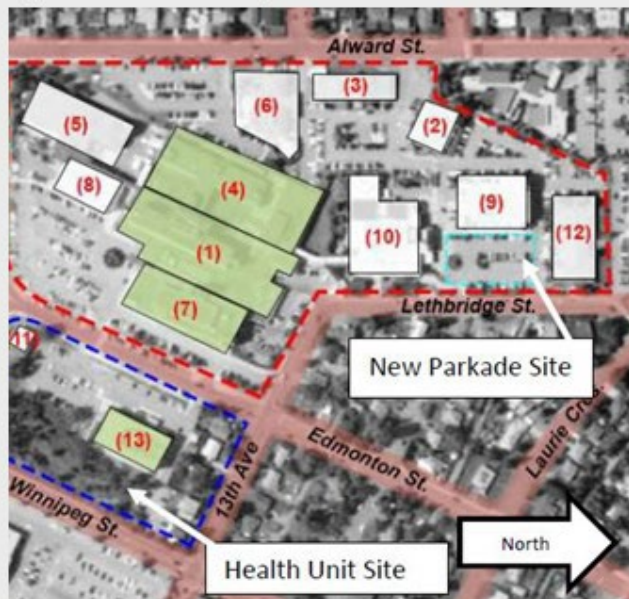 Alward St.
(3)
(6)
(2)
(5)
(4)
(8)
(9)
(1)
(10)
(12)
(7)
Lethbridge St.
(11)
New Parkade Site
(13)
Edmonton St.
Laurie Cres.
13th Ave
Winnipeg St.
North
Health Unit Site